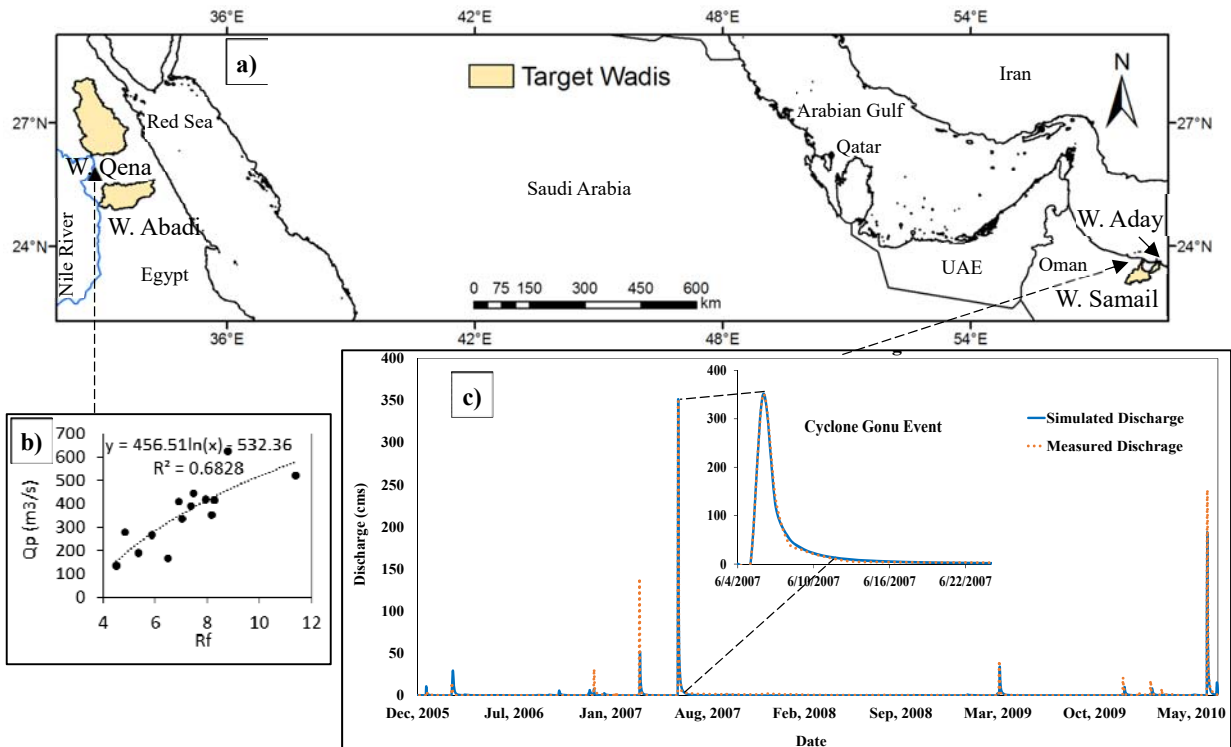 36°E 42°E 48°E 54°E
a)
Target Wadis
N
Iran
27°N
Red Sea
Arabian Gulf
27°N
W. Qena
Qatar
Saudi Arabia
W. Abadi
W. Aday
24°N
24°N
Nile River
Egypt
UAE
Oman
W. Samail
0 75 150 300 450 600
km
36°E 42°E 48°E 54°E
b)
y = 456.51ln(x) - 532.36
R² = 0.6828
Qp (m3/s)
700
600
500
400
300
200
100
0
4 6 8 10 12
Rf
c)
Discharge (cms)
400
350
300
250
200
150
100
50
0
Dec, 2005 Jul, 2006 Jan, 2007 Aug, 2007 Feb, 2008 Sep, 2008 Mar, 2009 Oct, 2009 May, 2010
Date
Cyclone Gonu Event
400
300
200
100
0
6/4/2007 6/10/2007 6/16/2007 6/22/2007
Simulated Discharge
Measured Dischrage